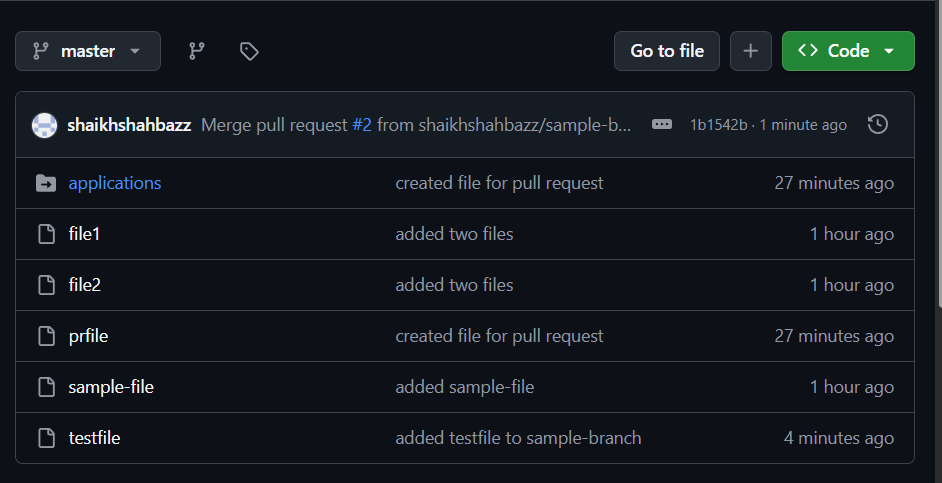 master
Go to file
Code
shaikhshahbazz Merge pull request #2 from shaikhshahbazz/sample-b... 1b1542b · 1 minute ago
applications created file for pull request 27 minutes ago
file1 added two files 1 hour ago
file2 added two files 1 hour ago
prfile created file for pull request 27 minutes ago
sample-file added sample-file 1 hour ago
testfile added testfile to sample-branch 4 minutes ago